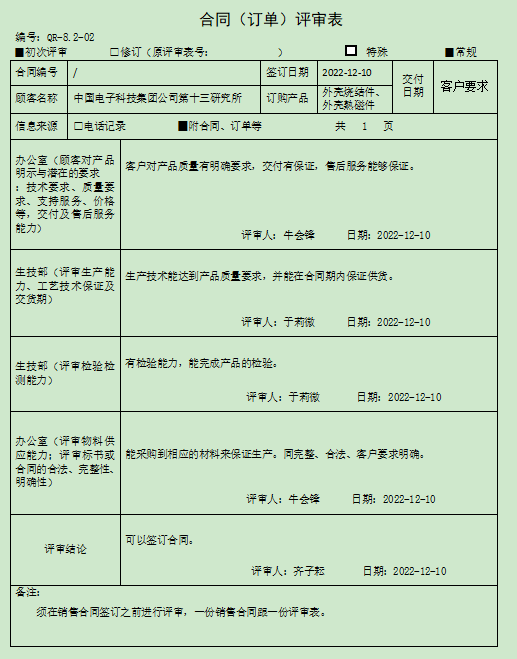 合同（订单）评审表
编号：QR-8.2-02
■初次评审 □修订（原评审表号： ） □ 特殊 ■常规
合同编号 / 签订日期 2022-12-10 交付日期 客户要求
顾客名称 中国电子科技集团公司第十三研究所 订购产品 外壳烧结件、
外壳熱磁件
信息来源 □电话记录 ■附合同、订单等 共 1 页
办公室（顾客对产品
明示与潜在的要求
：技术要求、质量要
求、支持服务、价格
等，交付及售后服务
能力）
客户对产品质量有明确要求，交付有保证，售后服务能够保证。
评审人：牛会锋 日期：2022-12-10
生技部（评审生产能
力、工艺技术保证及
交货期）
生产技术能达到产品质量要求，并能在合同期内保证供货。
评审人：于莉微 日期：2022-12-10
生技部（评审检验检
测能力）
有检验能力，能完成产品的检验。
评审人：于莉微 日期：2022-12-10
办公室（评审物料供
应能力；评审标书或
合同的合法、完整性、
明确性）
能采购到相应的材料来保证生产。同完整、合法、客户要求明确。
评审人：牛会锋 日期：2022-12-10
评审结论
可以签订合同。
评审人：齐子耘 日期：2022-12-10
备注：
须在销售合同签订之前进行评审，一份销售合同跟一份评审表。